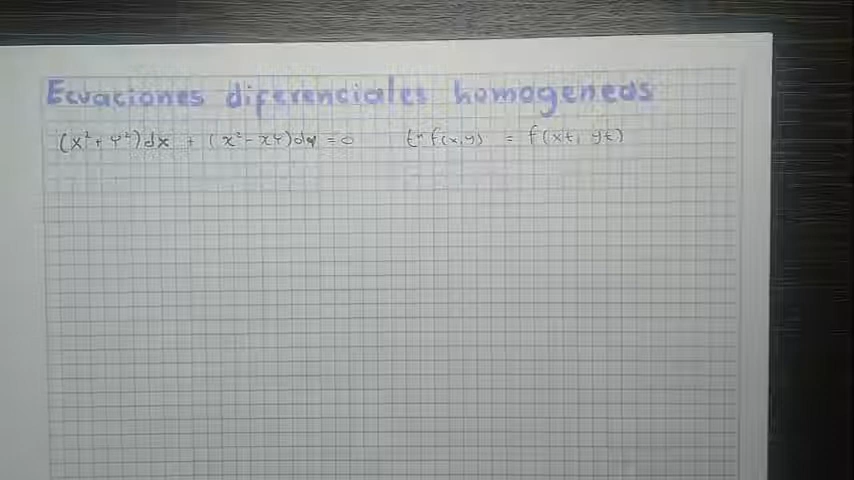 Ecuaciones diferenciales homogeneas
(x² + y²)dx + (x² - xy)dy = 0 tⁿ f(x,y) = f(xt, yt)